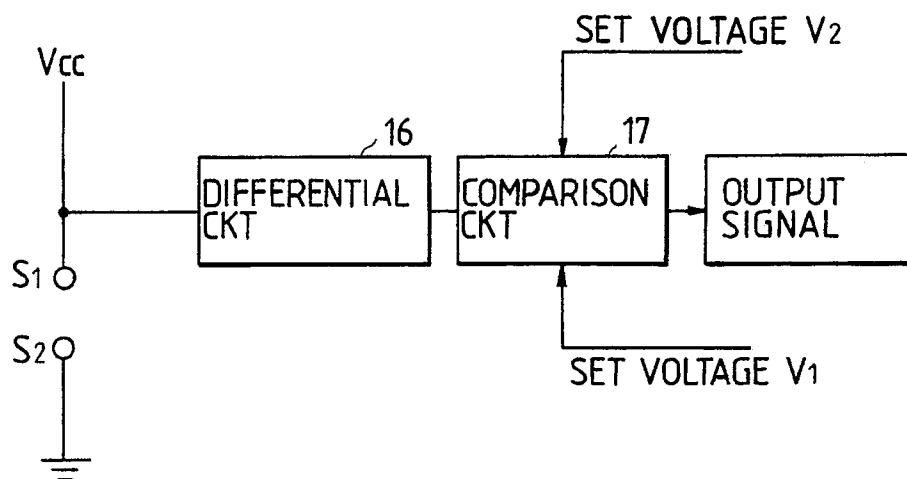 SET VOLTAGE V2
Vcc
16
17
DIFFERENTIAL
CKT
COMPARISON
CKT
OUTPUT
SIGNAL
S1
S2
SET VOLTAGE V1